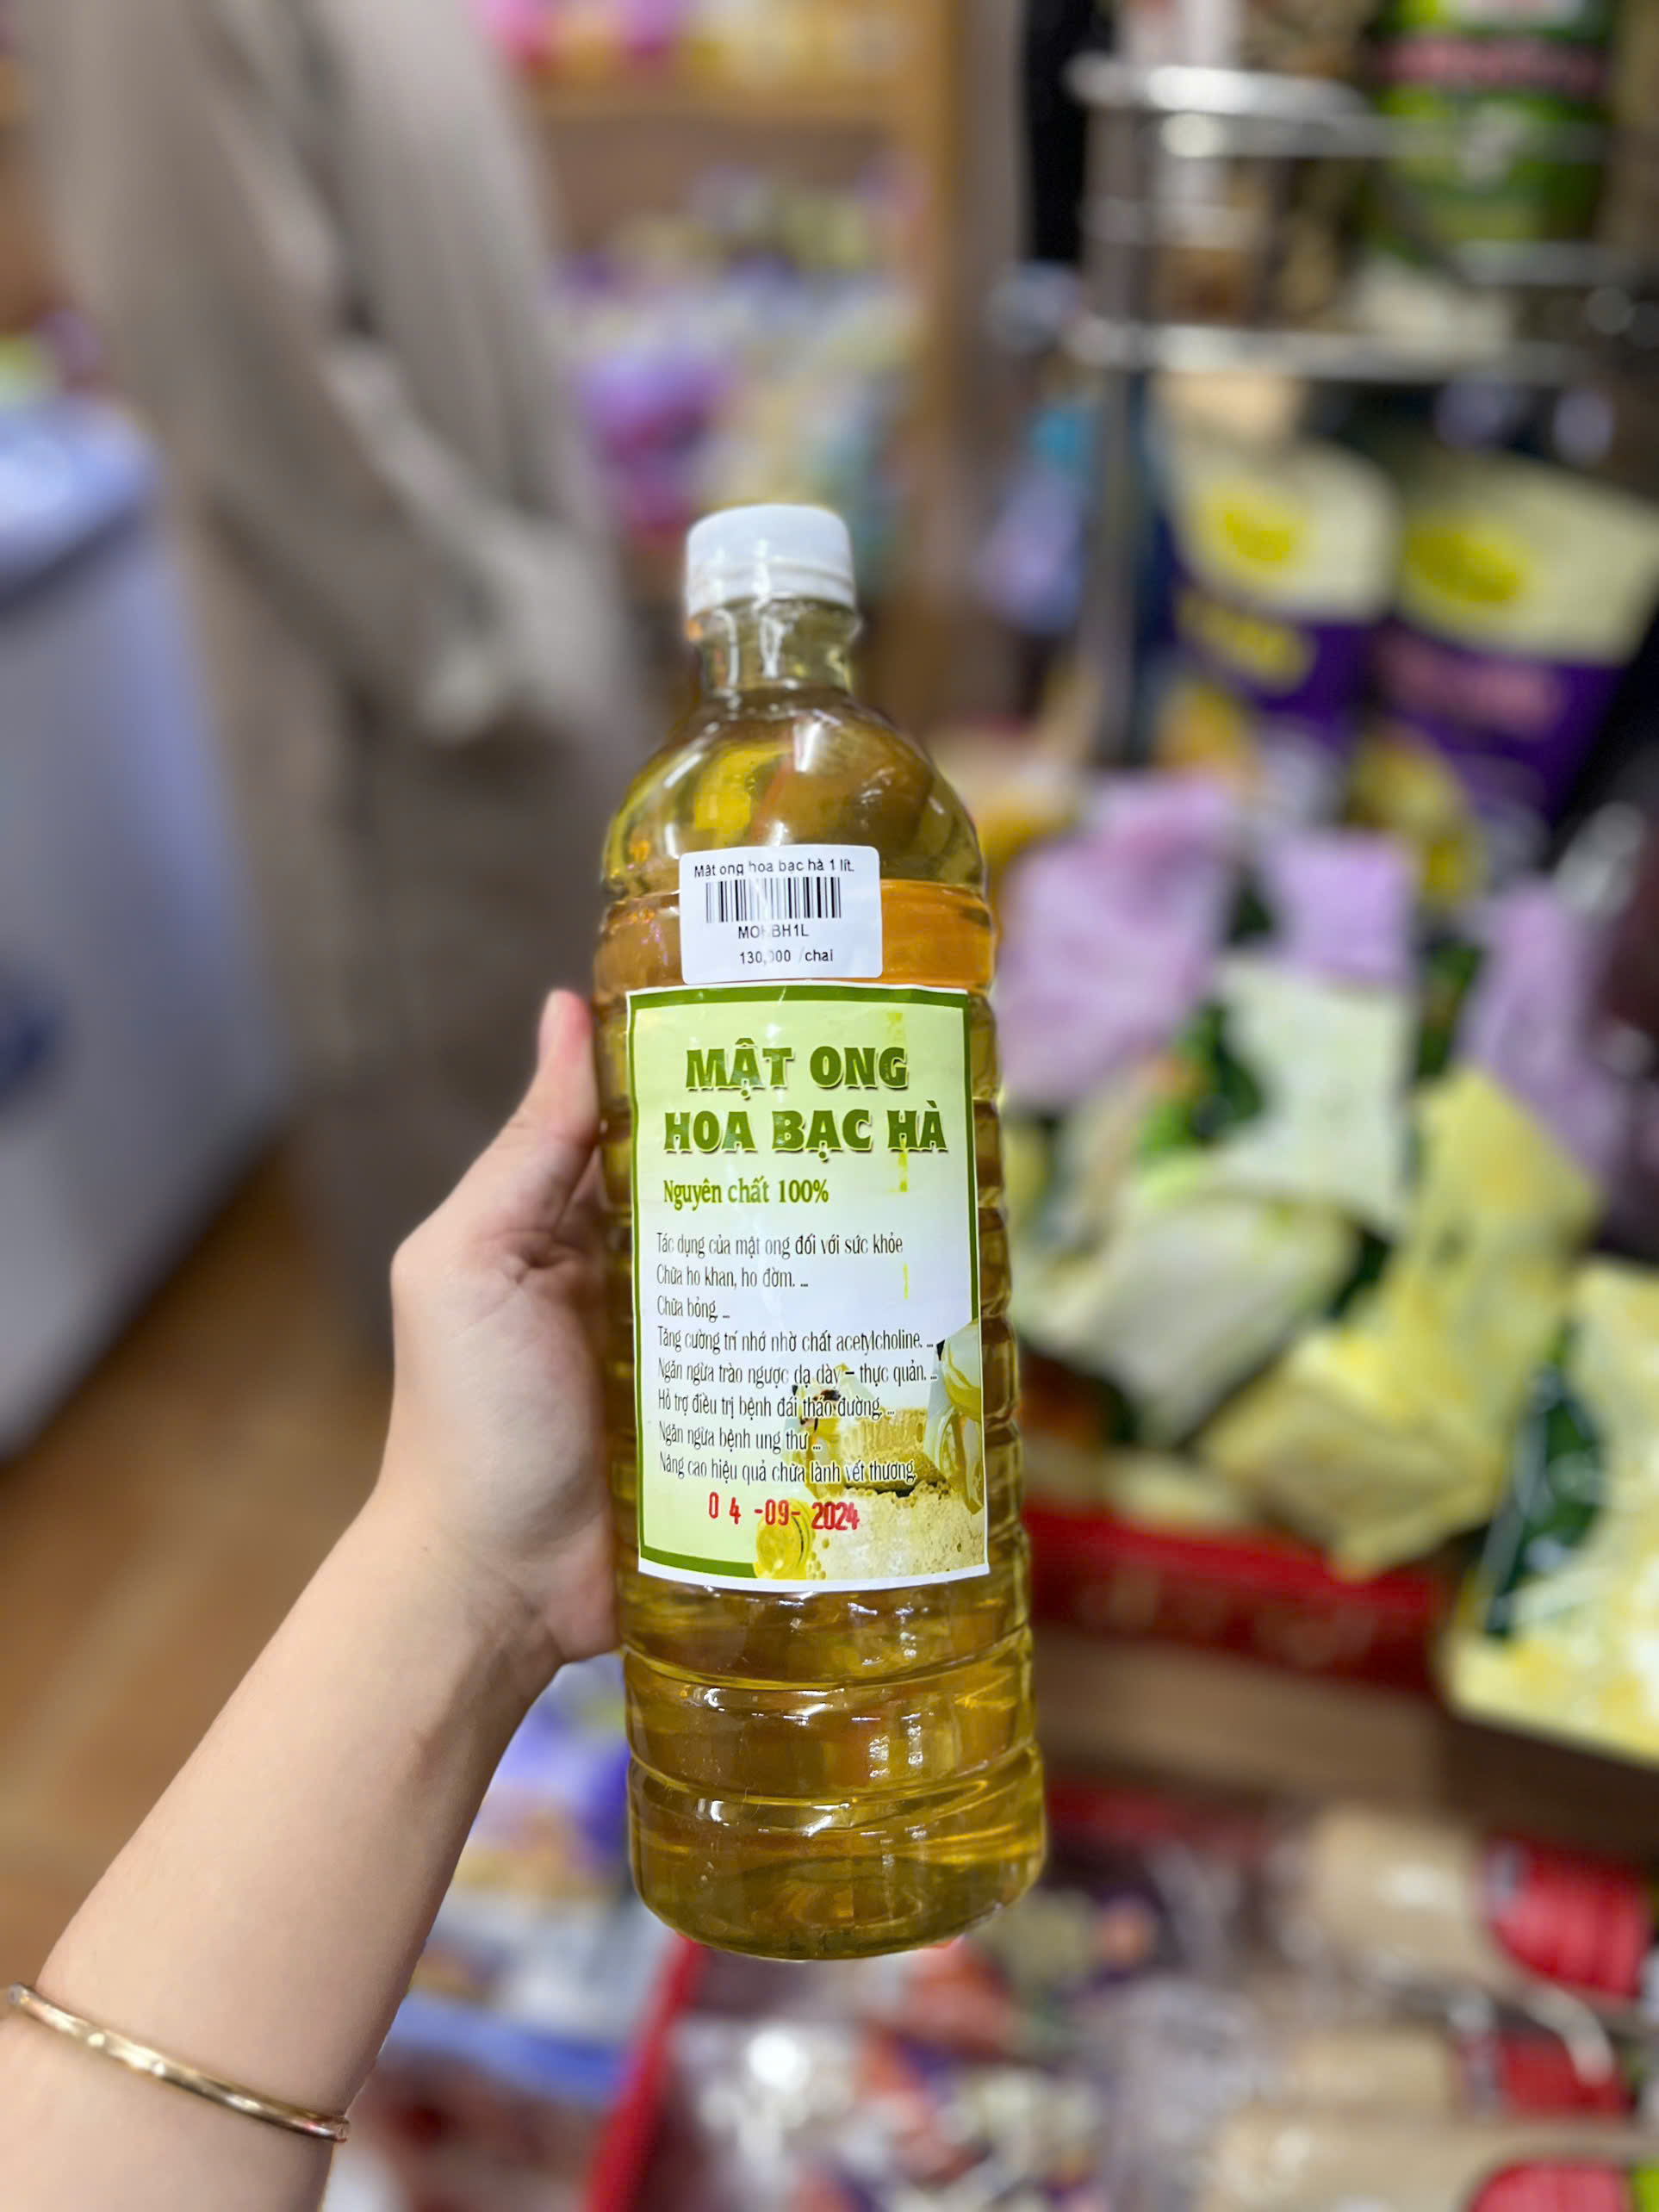 Mật ong hoa bạc hà 1 lít
BH1L
130,000 /chai
MẬT ONG
HOA BẠC HÀ
Nguyên chất 100%
Tác dụng của mật ong đối với sức khỏe
Chữa ho khan, ho đờm. ...
Chữa bỏng ...
Tăng cường trí nhớ nhờ chất acetylcholine. ...
Ngăn ngừa trào ngược dạ dày – thực quản. ...
Hỗ trợ điều trị bệnh đái tháo đường. ...
Ngăn ngừa bệnh ung thư ...
Nâng cao hiệu quả chữa lành vết thương.
04 -09- 2024